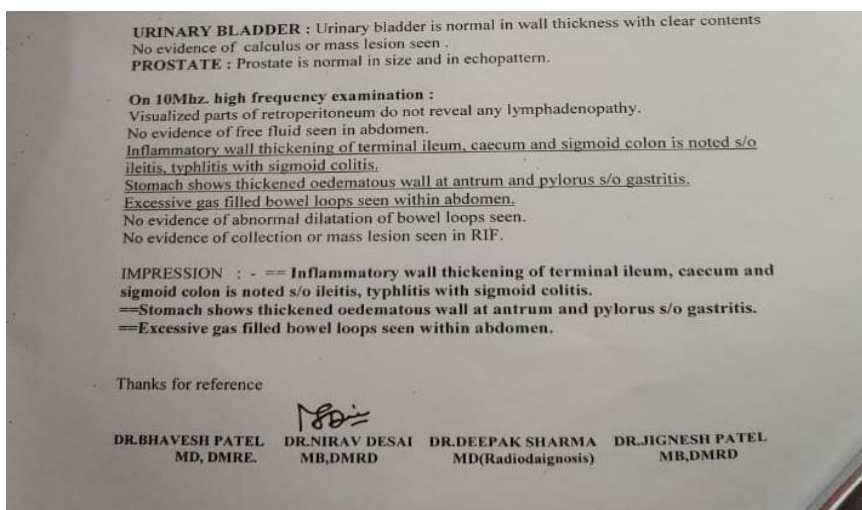 URINARY BLADDER : Urinary bladder is normal in wall thickness with clear contents
No evidence of calculus or mass lesion seen .
PROSTATE : Prostate is normal in size and in echopattern.
On 10Mhz. high frequency examination :
Visualized parts of retroperitoneum do not reveal any lymphadenopathy.
No evidence of free fluid seen in abdomen.
Inflammatory wall thickening of terminal ileum, caecum and sigmoid colon is noted s/o
ileitis, typhlitis with sigmoid colitis.
Stomach shows thickened oedematous wall at antrum and pylorus s/o gastritis.
Excessive gas filled bowel loops seen within abdomen.
No evidence of abnormal dilatation of bowel loops seen.
No evidence of collection or mass lesion seen in RIF.
IMPRESSION : - == Inflammatory wall thickening of terminal ileum, caecum and
sigmoid colon is noted s/o ileitis, typhlitis with sigmoid colitis.
==Stomach shows thickened oedematous wall at antrum and pylorus s/o gastritis.
==Excessive gas filled bowel loops seen within abdomen.
Thanks for reference
DR.BHAVESH PATEL DR.NIRAV DESAI DR.DEEPAK SHARMA DR.JIGNESH PATEL
MD, DMRE. MB,DMRD MD(Radiodaignosis) MB,DMRD